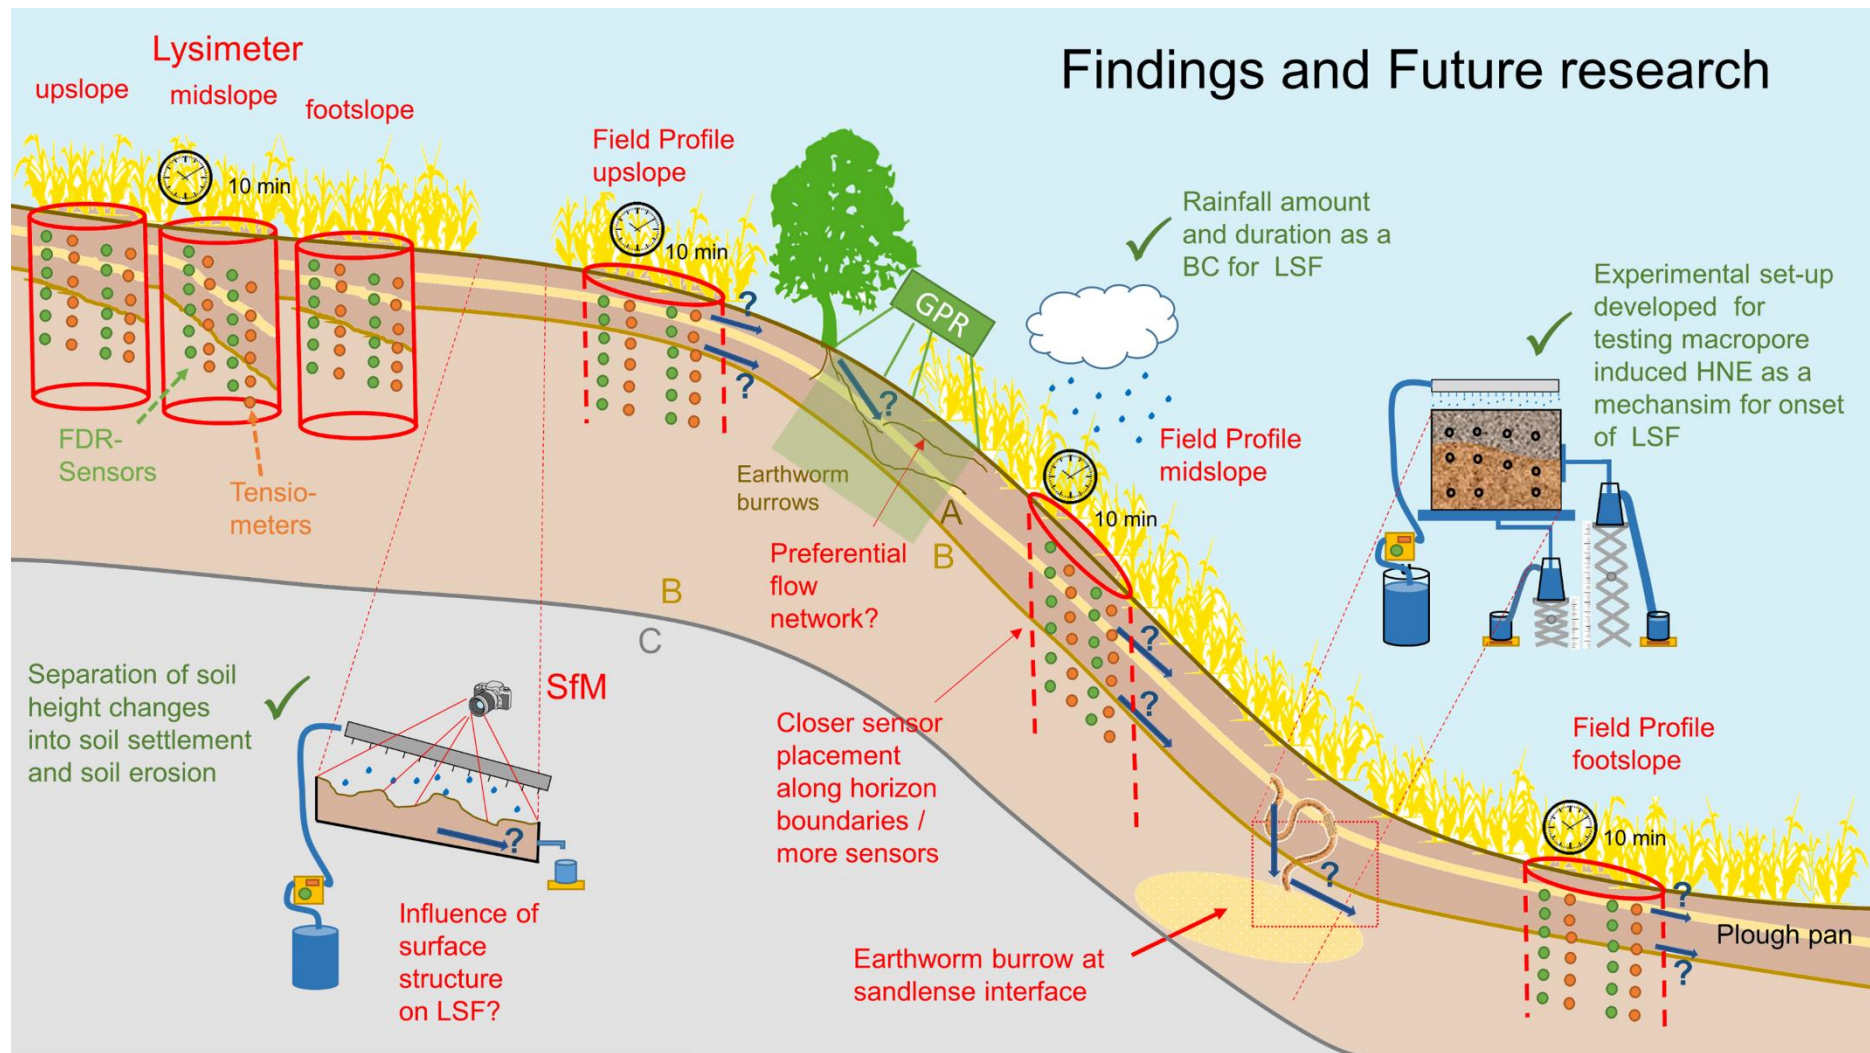 Findings and Future research
Lysimeter
upslope
midslope
footslope
10 min
Field Profile
upslope
10 min
GPR
Rainfall amount
and duration as a
BC for LSF
Experimental set-up
developed for
testing macropore
induced HNE as a
mechansim for onset
of LSF
FDR-
Sensors
Tensio-
meters
?
?
?
Earthworm
burrows
A
B
Preferential
flow
network?
Field Profile
midslope
10 min
?
?
B
C
Separation of soil
height changes
into soil settlement
and soil erosion
SfM
?
Influence of
surface
structure
on LSF?
Closer sensor
placement
along horizon
boundaries /
more sensors
?
Earthworm burrow at
sandlense interface
Field Profile
footslope
10 min
?
?
Plough pan